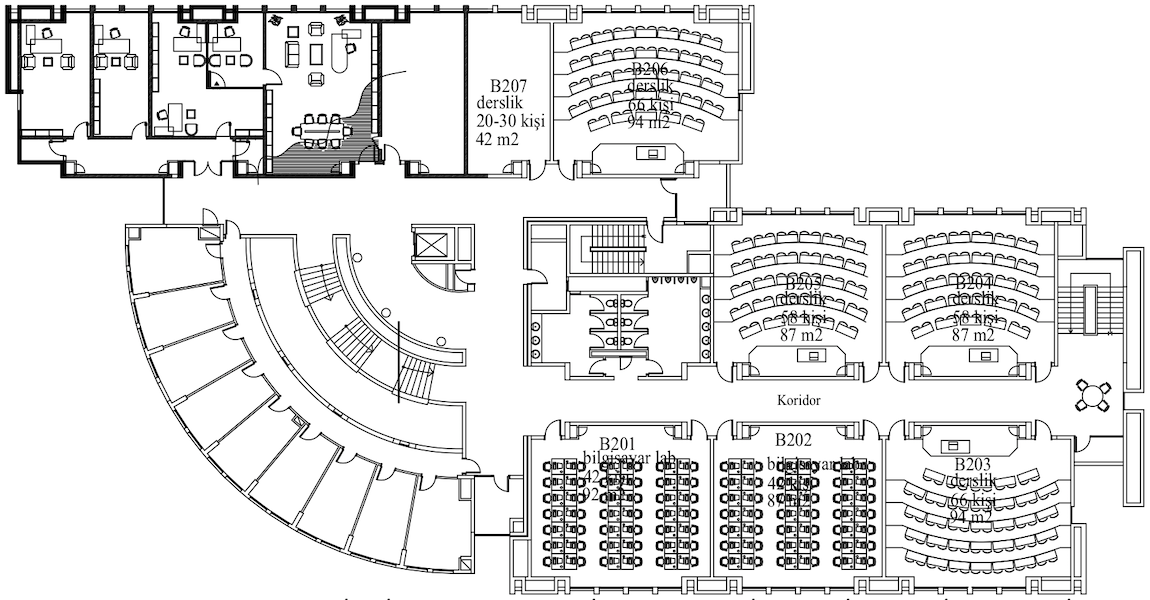 B207
derslik
20-30 kişi
42 m2
B206
derslik
66 kişi
94 m2
B205
derslik
58 kişi
87 m2
B204
derslik
58 kişi
87 m2
Koridor
B201
bilgisayar lab
42 kişi
92 m2
B202
bilgisayar lab
42 kişi
87 m2
B203
derslik
66 kişi
94 m2